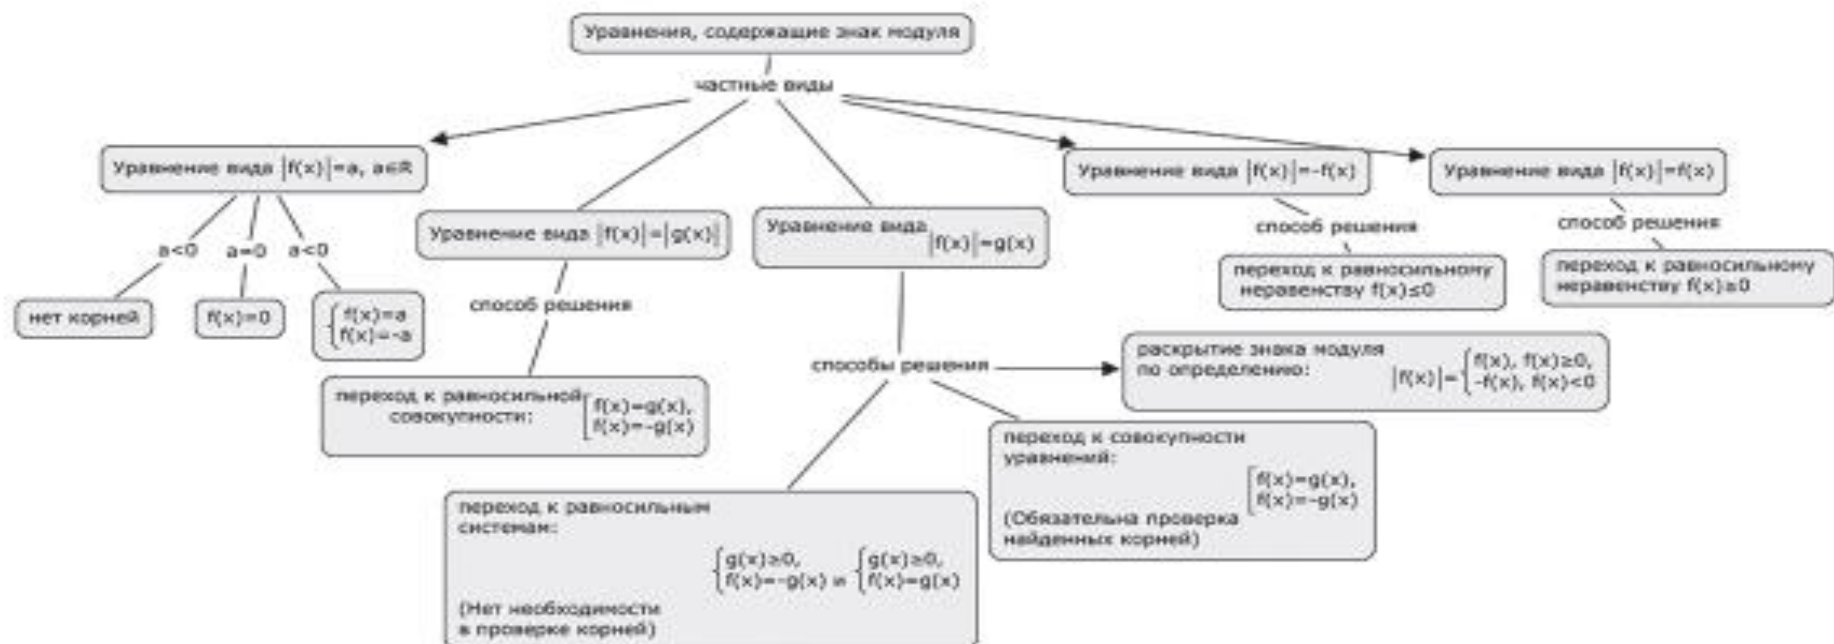 Уравнения, содержащие знак модуля
частные виды
Уравнение вида |f(x)|=a, a∈R
a<0
a=0
a<0
нет корней
f(x)=0
{f(x)=a
f(x)=-a
Уравнение вида |f(x)|=|g(x)|
способ решения
переход к равносильной
совокупности:
[f(x)=g(x),
f(x)=-g(x)
Уравнение вида
|f(x)|=g(x)
способы решения
переход к равносильным
системам:
{g(x)≥0,
f(x)=-g(x) и {g(x)≥0,
f(x)=g(x)
(Нет необходимости
в проверке корней)
переход к совокупности
уравнений:
[f(x)=g(x),
f(x)=-g(x)
(Обязательна проверка
найденных корней)
раскрытие знака модуля
по определению:
|f(x)|={f(x), f(x)≥0,
-f(x), f(x)<0
Уравнение вида |f(x)|=-f(x)
способ решения
переход к равносильному
неравенству f(x)≤0
Уравнение вида |f(x)|=f(x)
способ решения
переход к равносильному
неравенству f(x)≥0